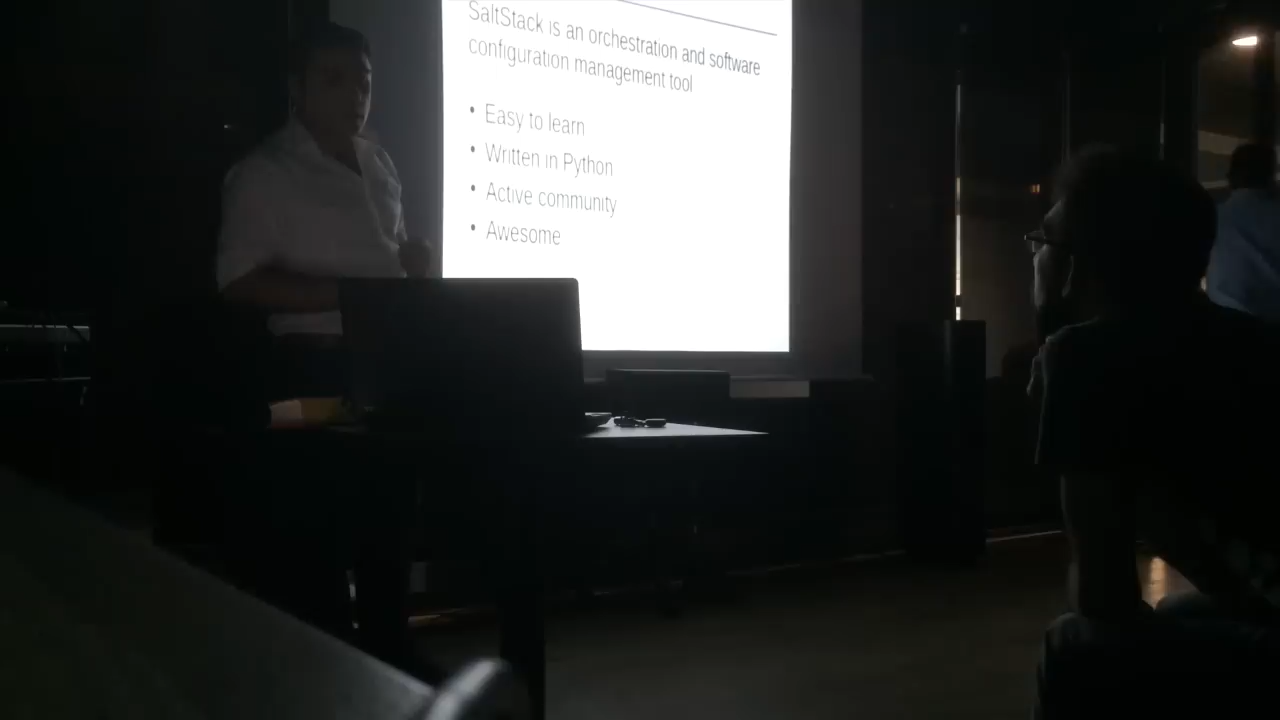 SaltStack is an orchestration and software
configuration management tool
• Easy to learn
• Written in Python
• Active community
• Awesome